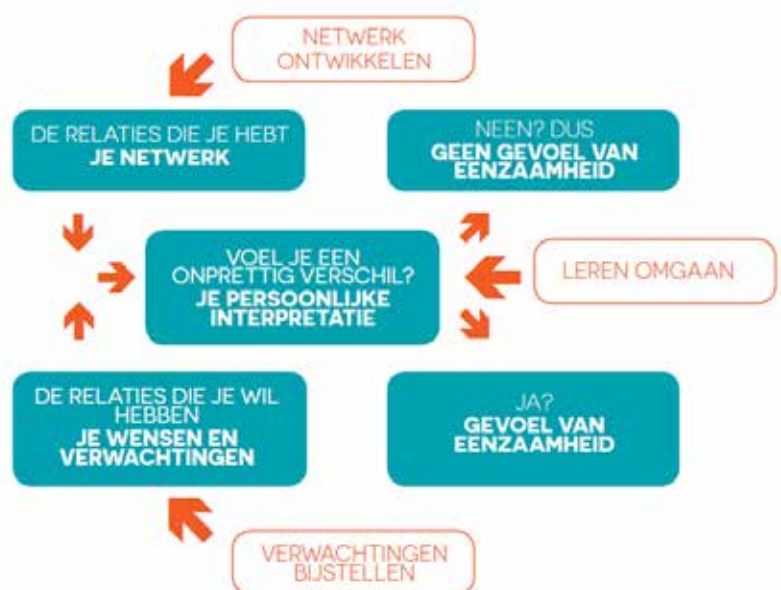 NETWERK
ONTWIKKELEN
DE RELATIES DIE JE HEBT
JE NETWERK
NEEN? DUS
GEEN GEVOEL VAN
EENZAAMHEID
VOEL JE EEN
ONPRETTIG VERSCHIL?
JE PERSOONLIJKE
INTERPRETATIE
LEREN OMGAAN
DE RELATIES DIE JE WIL
HEBBEN
JE WENSEN EN
VERWACHTINGEN
JA?
GEVOEL VAN
EENZAAMHEID
VERWACHTINGEN
BIJSTELLEN